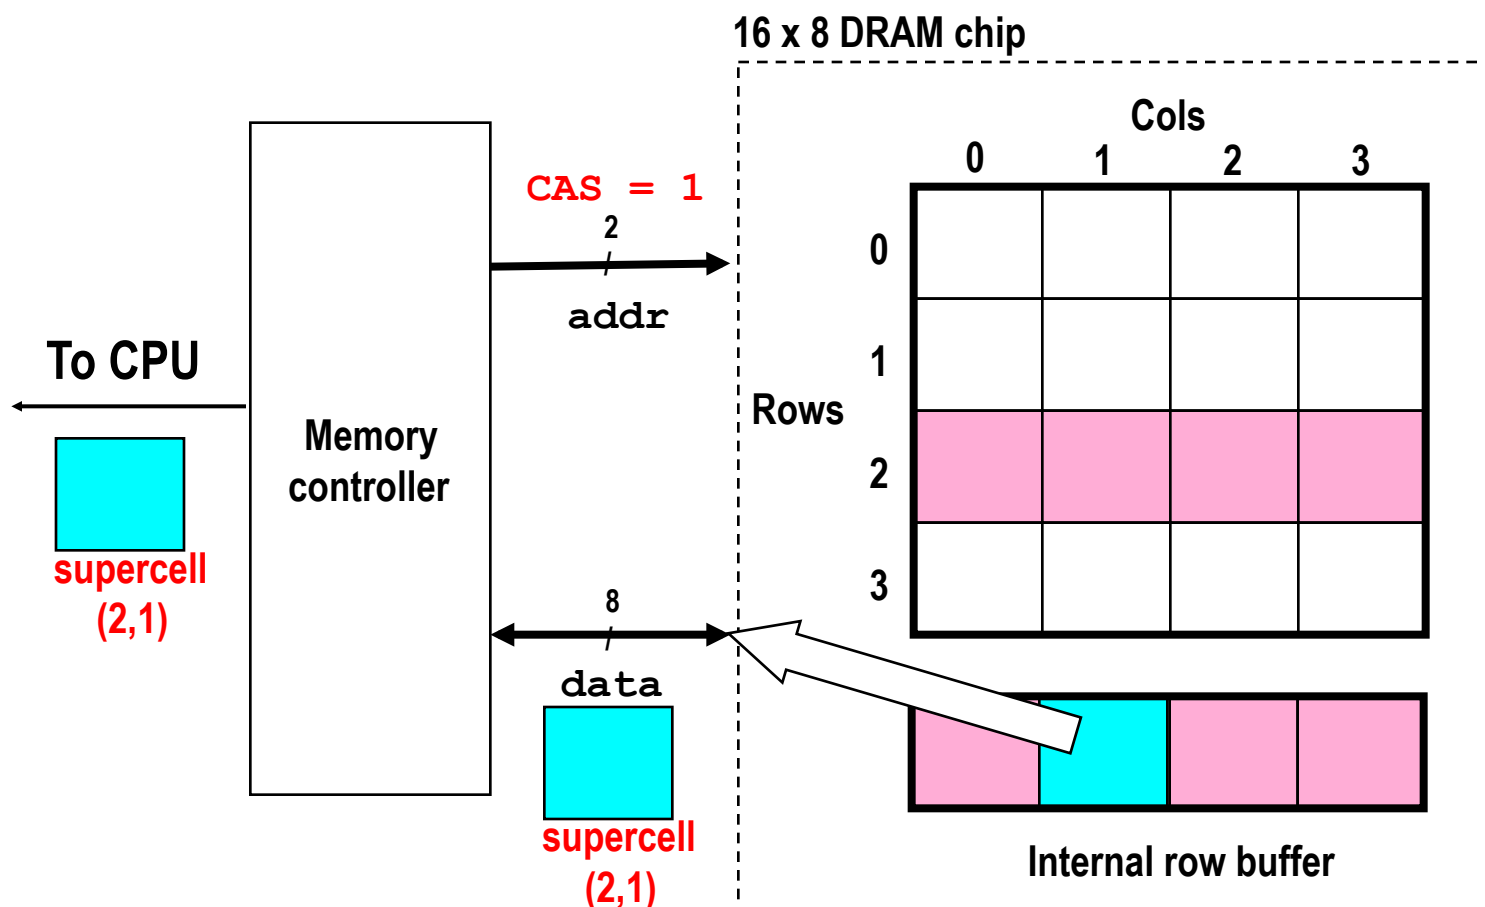 16 x 8 DRAM chip
Cols
0 1 2 3
CAS = 1
2
addr
0
1
To CPU
Rows
Memory
controller
2
supercell
(2,1)
3
8
data
supercell
(2,1)
Internal row buffer